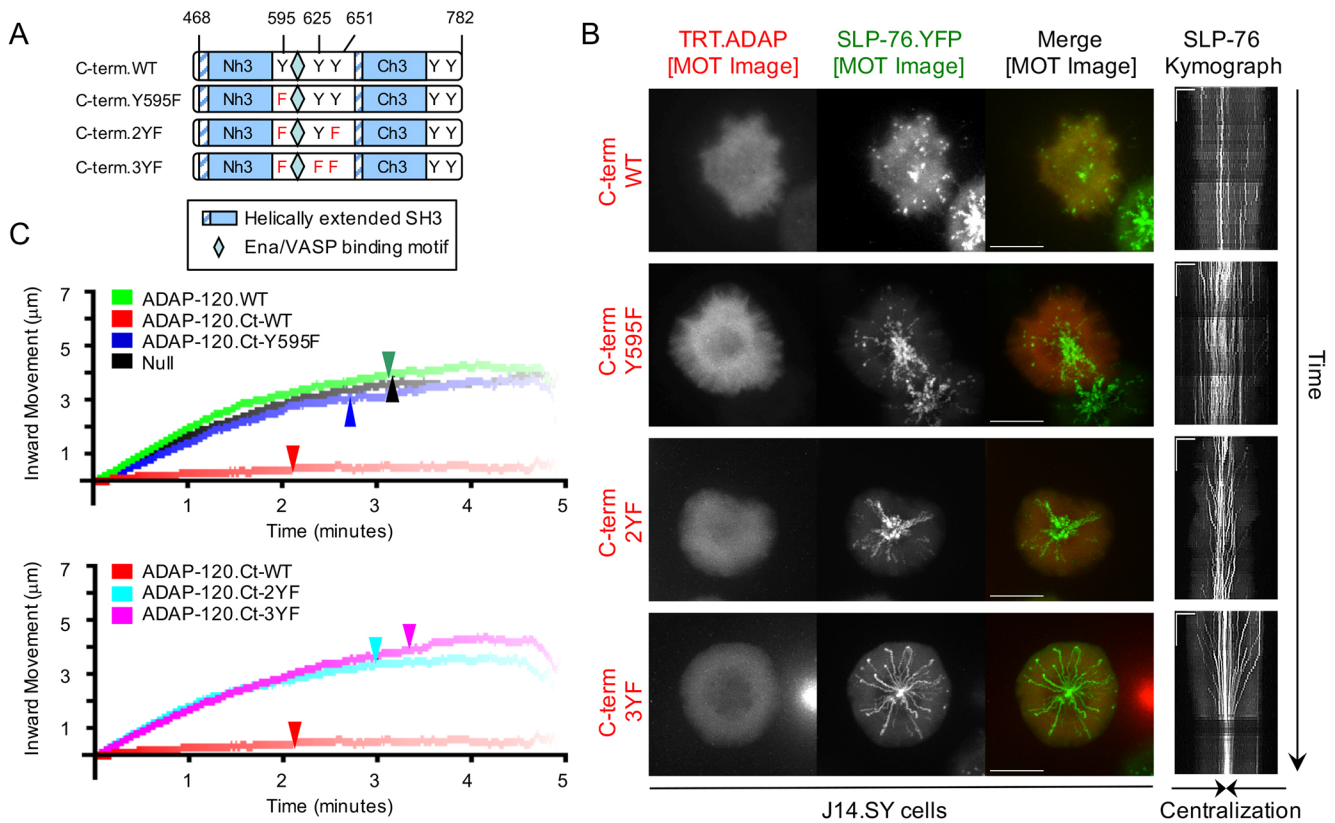 A
468 595 625 651 782
C-term.WT Nh3 Y Y Y Ch3 Y Y
C-term.Y595F Nh3 F Y Y Ch3 Y Y
C-term.2YF Nh3 F Y F Ch3 Y Y
C-term.3YF Nh3 F F F Ch3 Y Y
Helically extended SH3
Ena/VASP binding motif
B
TRT.ADAP
[MOT Image]
SLP-76.YFP
[MOT Image]
Merge
[MOT Image]
SLP-76
Kymograph
C-term
WT
C-term
Y595F
C-term
2YF
C-term
3YF
Time
J14.SY cells
Centralization
C
Inward Movement (µm)
7
5
3
1
ADAP-120.WT
ADAP-120.Ct-WT
ADAP-120.Ct-Y595F
Null
1 2 3 4 5
Time (minutes)
Inward Movement (µm)
7
5
3
1
ADAP-120.Ct-WT
ADAP-120.Ct-2YF
ADAP-120.Ct-3YF
1 2 3 4 5
Time (minutes)